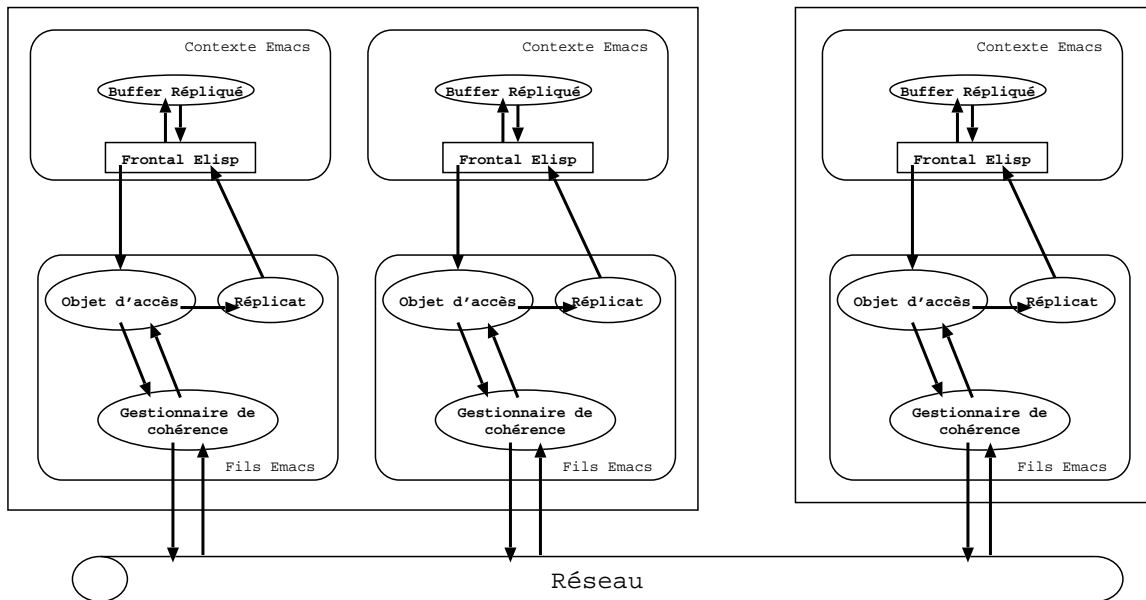 Contexte Emacs
Contexte Emacs
Contexte Emacs
Buffer Répliqué
Buffer Répliqué
Buffer Répliqué
Frontal Elisp
Frontal Elisp
Frontal Elisp
Objet d'accès
Réplicat
Objet d'accès
Réplicat
Objet d'accès
Réplicat
Gestionnaire de
cohérence
Gestionnaire de
cohérence
Gestionnaire de
cohérence
Fils Emacs
Fils Emacs
Fils Emacs
Réseau